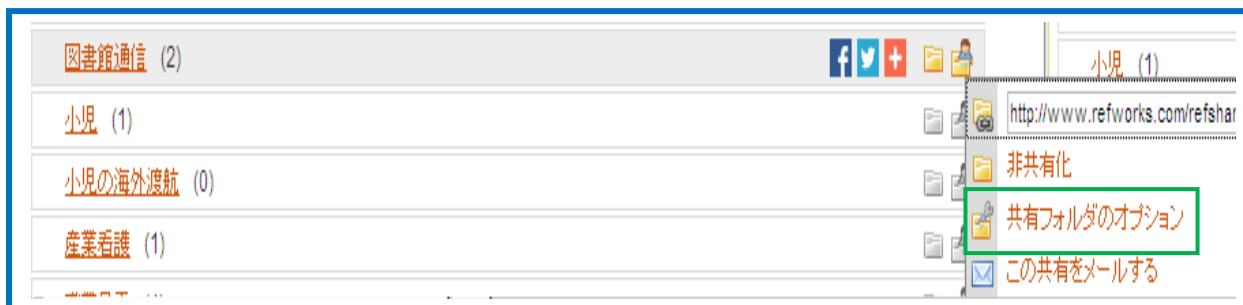 図書館通信 (2)
小児 (1)
小児の海外渡航 (0)
産業看護 (1)
小児 (1)
http://www.refworks.com/refshar
非共有化
共有フォルダのオプション
この共有をメールする